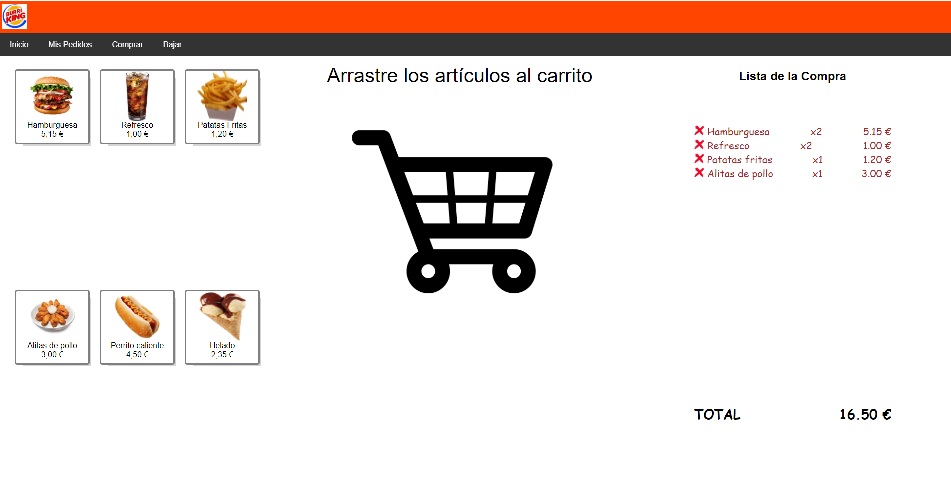 BURRI
KING
Inicio
Mis Pedidos
Comprar
Bajar
Hamburguesa
5,15 €
Refresco
1,00 €
Patatas Fritas
1,20 €
Alitas de pollo
3,00 €
Perrito caliente
4,50 €
Helado
2,35 €
Arrastre los artículos al carrito
Lista de la Compra
Hamburguesa x2 5.15 €
Refresco x2 1.00 €
Patatas fritas x1 1.20 €
Alitas de pollo x1 3.00 €
TOTAL 16.50 €